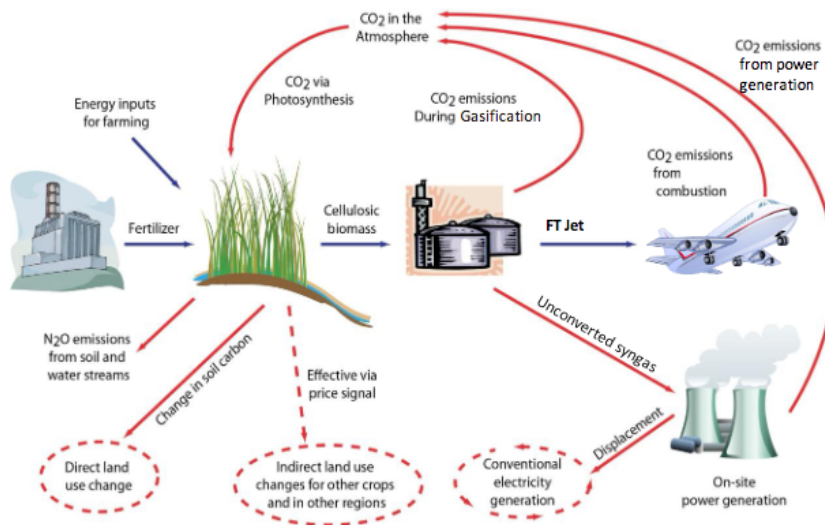 CO2 in the
Atmosphere
CO2 emissions
from power
generation
CO2 via
Photosynthesis
CO2 emissions
During Gasification
Energy inputs
for farming
CO2 emissions
from
combustion
Fertilizer
Cellulosic
biomass
FT Jet
N2O emissions
from soil and
water streams
Change in soil carbon
Effective via
price signal
Unconverted syngas
Displacement
Direct land
use change
Indirect land use
changes for other crops
and in other regions
Conventional
electricity
generation
On-site
power generation